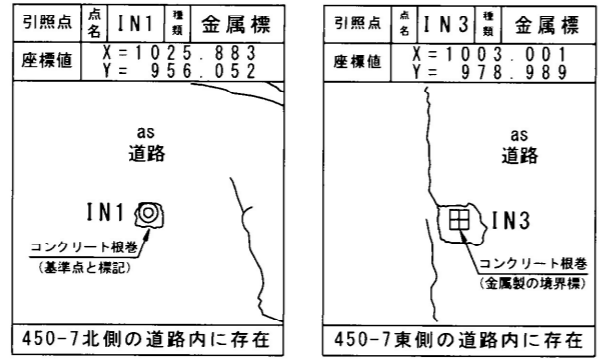 引照点 点名 IN1 種類 金属標
座標値 X=1025.883
Y= 956.052
as
道路
IN1
コンクリート根巻
(基準点と標記)
450-7北側の道路内に存在
引照点 点名 IN3 種類 金属標
座標値 X=1003.001
Y= 978.989
as
道路
IN3
コンクリート根巻
(金属製の境界標)
450-7東側の道路内に存在